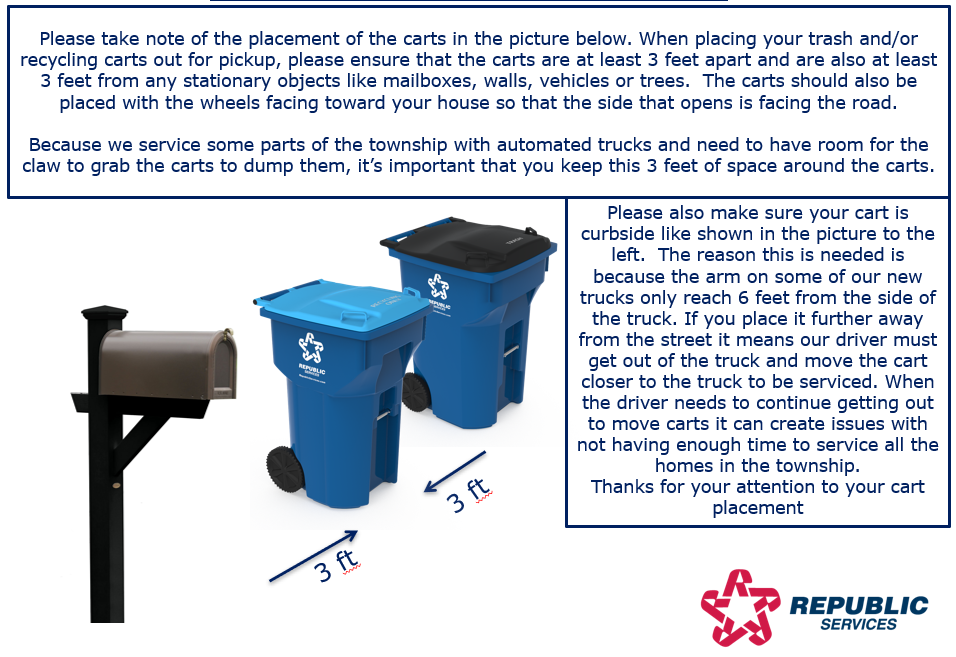 Please take note of the placement of the carts in the picture below. When placing your trash and/or
recycling carts out for pickup, please ensure that the carts are at least 3 feet apart and are also at least
3 feet from any stationary objects like mailboxes, walls, vehicles or trees.  The carts should also be
placed with the wheels facing toward your house so that the side that opens is facing the road.
Because we service some parts of the township with automated trucks and need to have room for the
claw to grab the carts to dump them, it’s important that you keep this 3 feet of space around the carts.
Please also make sure your cart is
curbside like shown in the picture to the
left.  The reason this is needed is
because the arm on some of our new
trucks only reach 6 feet from the side of
the truck. If you place it further away
from the street it means our driver must
get out of the truck and move the cart
closer to the truck to be serviced. When
the driver needs to continue getting out
to move carts it can create issues with
not having enough time to service all the
homes in the township.
Thanks for your attention to your cart
placement
REPUBLIC
SERVICES
REPUBLIC
SERVICES
3 ft
3 ft
REPUBLIC
SERVICES